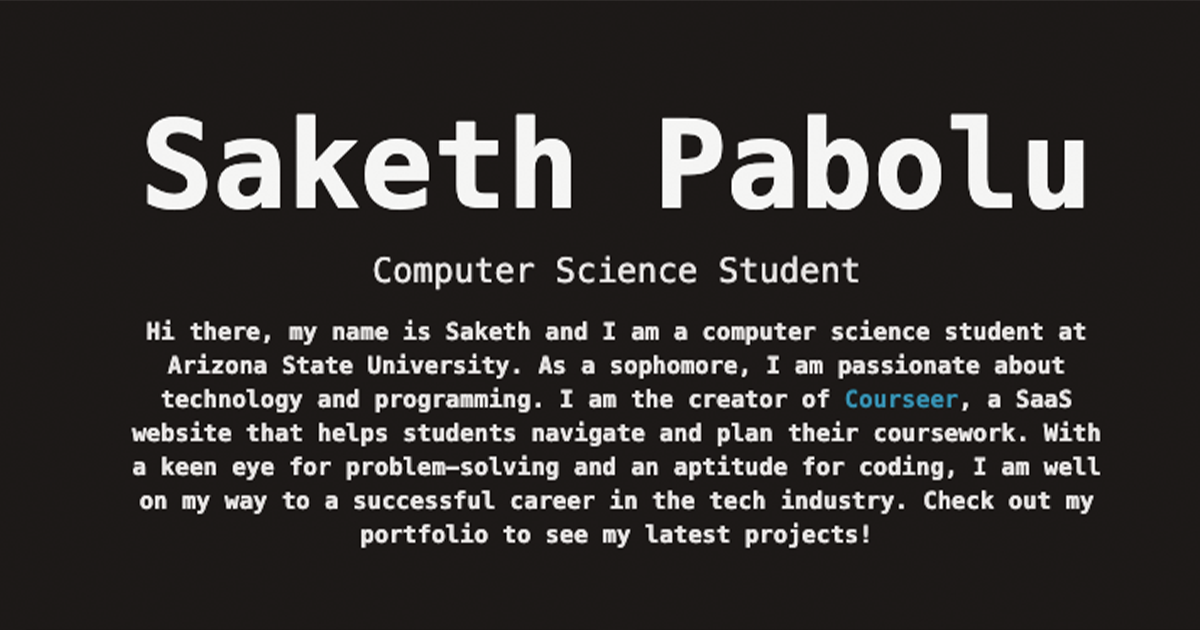 Saketh Pabolu
Computer Science Student
Hi there, my name is Saketh and I am a computer science student at
Arizona State University. As a sophomore, I am passionate about
technology and programming. I am the creator of Courseer, a SaaS
website that helps students navigate and plan their coursework. With
a keen eye for problem-solving and an aptitude for coding, I am well
on my way to a successful career in the tech industry. Check out my
portfolio to see my latest projects!